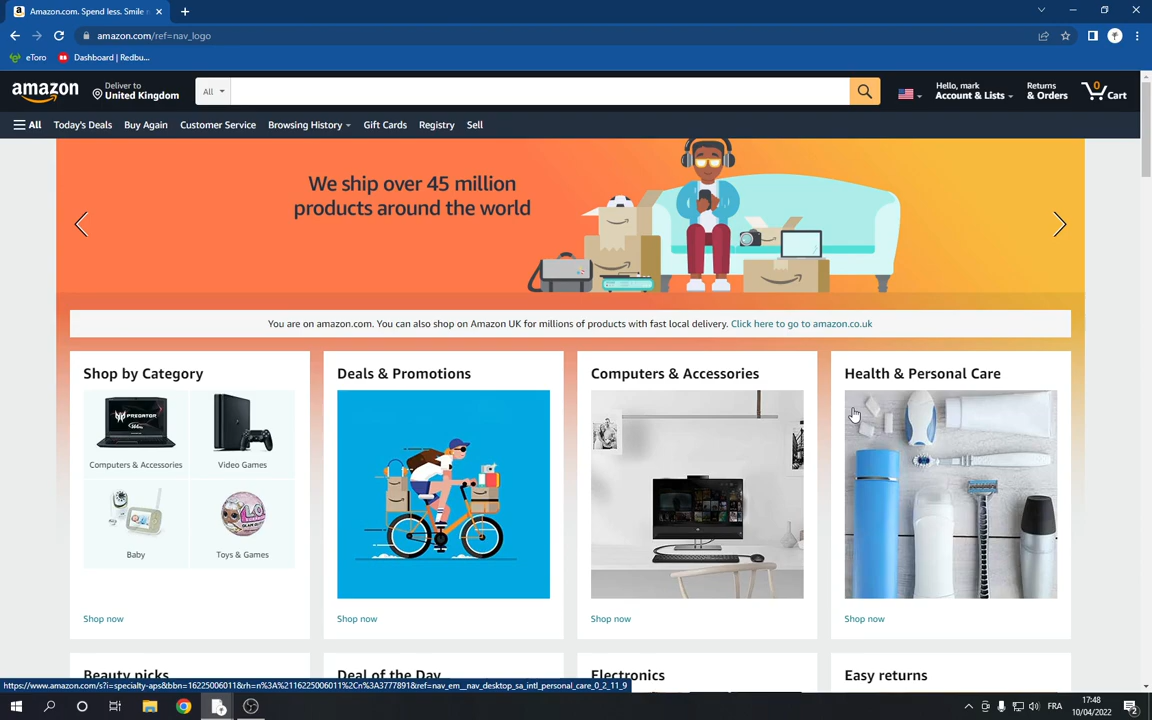 Amazon.com. Spend less. Smile
amazon.com/ref=nav_logo
eToro
Dashboard | Redbu...
amazon
Deliver to
United Kingdom
All
Hello, mark
Account & Lists
Returns
& Orders
0
Cart
All
Today's Deals
Buy Again
Customer Service
Browsing History
Gift Cards
Registry
Sell
We ship over 45 million
products around the world
You are on amazon.com. You can also shop on Amazon UK for millions of products with fast local delivery. Click here to go to amazon.co.uk
Shop by Category
Computers & Accessories
Video Games
Baby
Toys & Games
Shop now
Deals & Promotions
Shop now
Computers & Accessories
Shop now
Health & Personal Care
Shop now
Beauty picks
Deal of the Day
Electronics
Easy returns
https://www.amazon.com/s?i=specialty-aps&bbn=16225006011&rh=n%3A%2116225006011%2Cn%3A3777891&ref=nav_em__nav_desktop_sa_intl_personal_care_0_2_11_9
FRA
17:48
10/04/2022
2